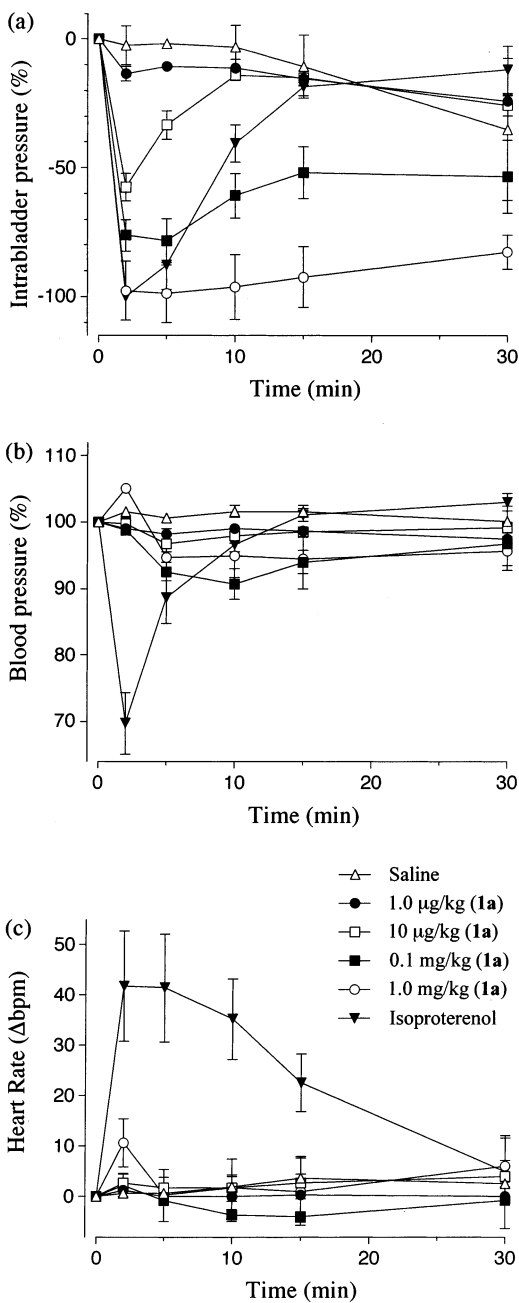 (a)
Intrabladder pressure (%)
0
-50
-100
0
10
20
30
Time (min)
(b)
Blood pressure (%)
110
100
90
80
70
0
10
20
30
Time (min)
Saline
1.0 μg/kg (1a)
10 μg/kg (1a)
0.1 mg/kg (1a)
1.0 mg/kg (1a)
Isoproterenol
(c)
Heart Rate (Δbpm)
50
40
30
20
10
0
0
10
20
30
Time (min)